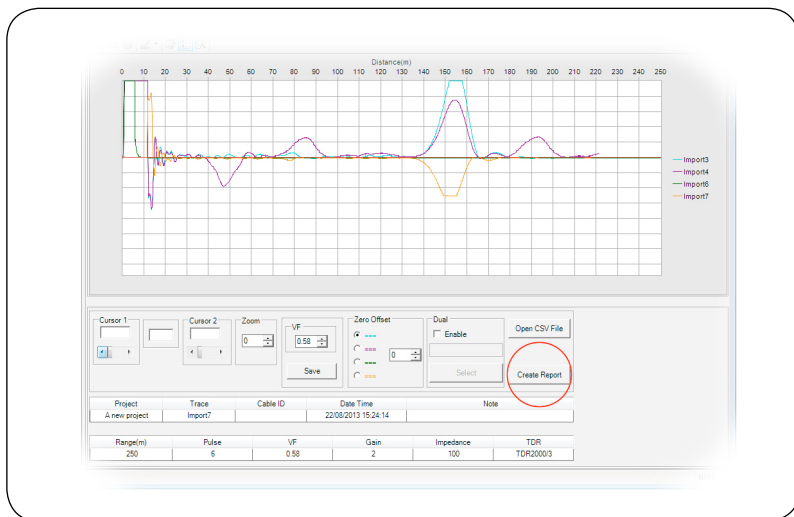 Distance(m)
0 10 20 30 40 50 60 70 80 90 100 110 120 130 140 150 160 170 180 190 200 210 220 230 240 250
Import3
Import4
Import6
Import7
Cursor 1 Cursor 2 Zoom VF Zero Offset Dual
0 0.58 0 Enable Open CSV File
Save Select Create Report
Project Trace Cable ID Date Time Note
A new project Import7 22/08/2013 15:24:14
Range(m) Pulse VF Gain Impedance TDR
250 6 0.58 2 100 TDR2000/3